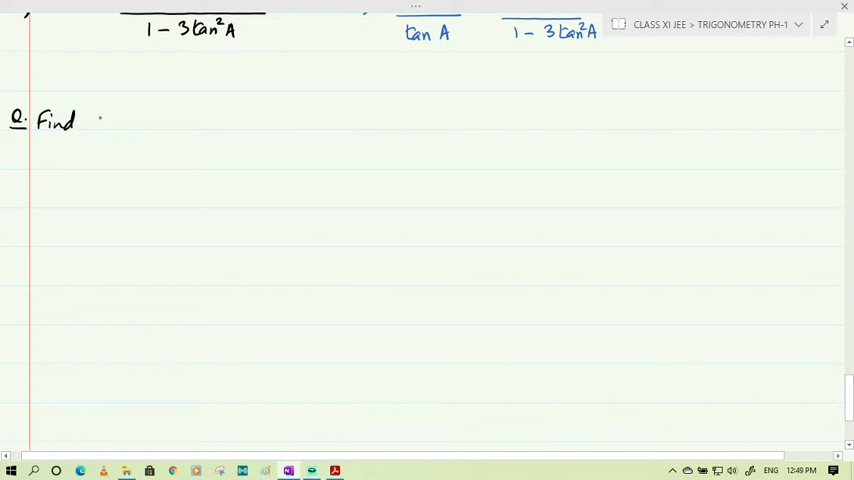 CLASS XI JEE > TRIGONOMETRY PH-1
1 - 3tan²A
tan A
1 - 3tan²A
Q. Find
ENG 12:49 PM